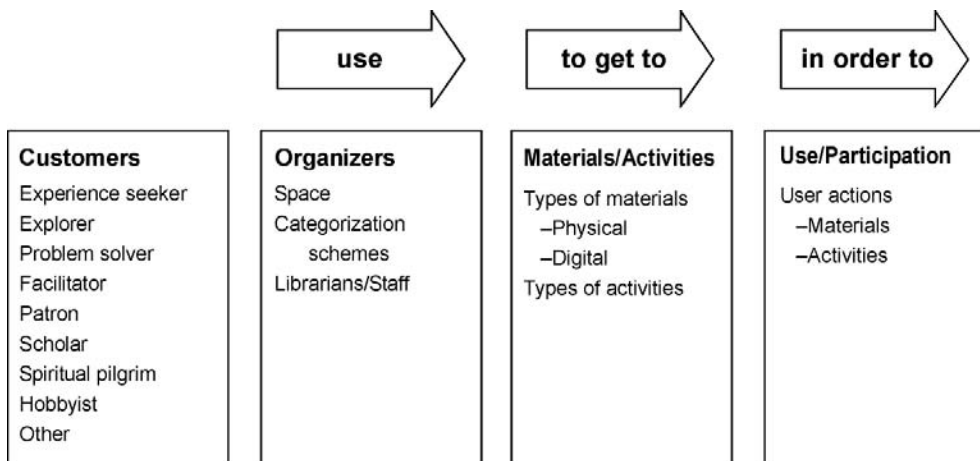 use
to get to
in order to
Customers
Experience seeker
Explorer
Problem solver
Facilitator
Patron
Scholar
Spiritual pilgrim
Hobbyist
Other
Organizers
Space
Categorization
schemes
Librarians/Staff
Materials/Activities
Types of materials
–Physical
–Digital
Types of activities
Use/Participation
User actions
–Materials
–Activities